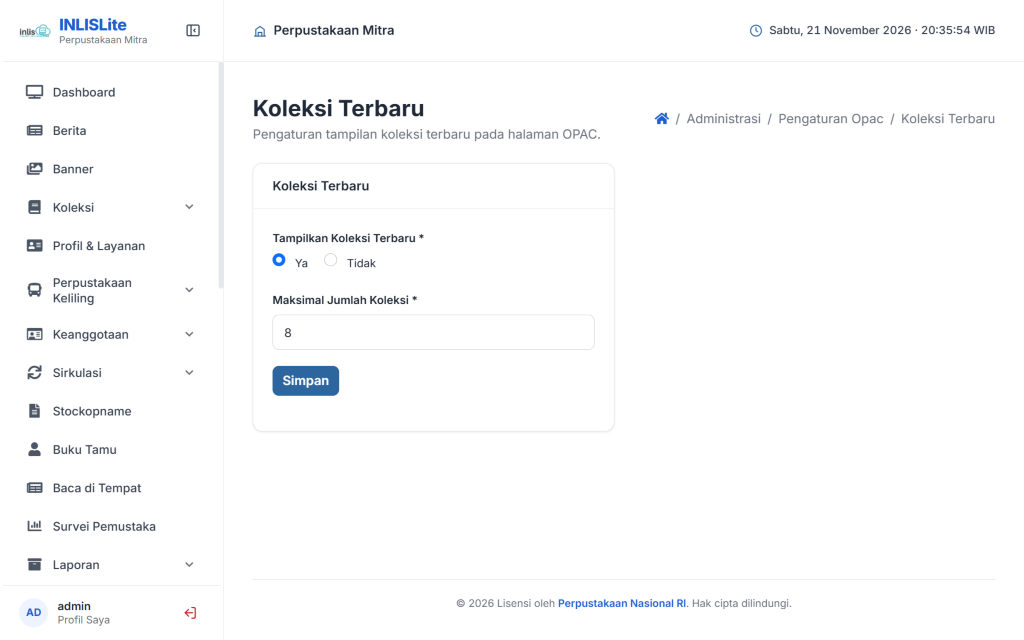 inlis
INLISLite
Perpustakaan Mitra
Perpustakaan Mitra
Sabtu, 21 November 2026 · 20:35:54 WIB
Dashboard
Berita
Banner
Koleksi
Profil & Layanan
Perpustakaan
Keliling
Keanggotaan
Sirkulasi
Stockopname
Buku Tamu
Baca di Tempat
Survei Pemustaka
Laporan
AD
admin
Profil Saya
Koleksi Terbaru
Pengaturan tampilan koleksi terbaru pada halaman OPAC.
/ Administrasi / Pengaturan Opac / Koleksi Terbaru
Koleksi Terbaru
Tampilkan Koleksi Terbaru *
Ya Tidak
Maksimal Jumlah Koleksi *
8
Simpan
© 2026 Lisensi oleh Perpustakaan Nasional RI. Hak cipta dilindungi.